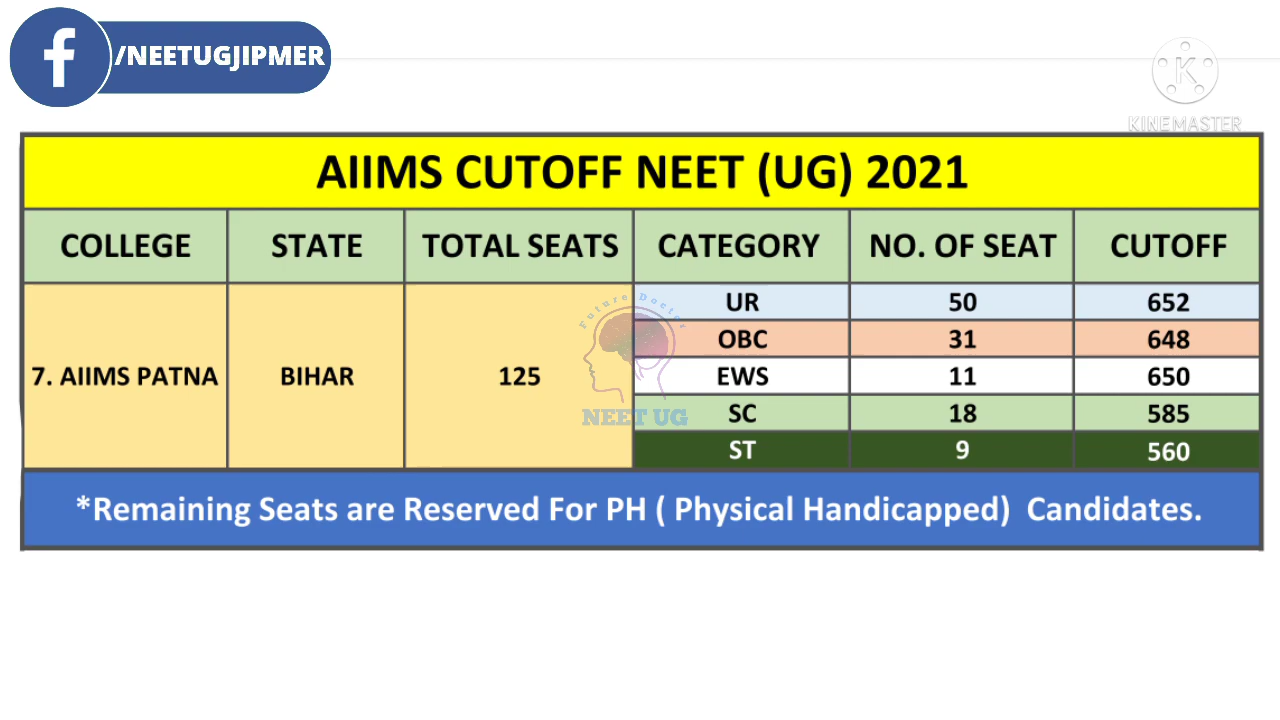 f /NEETUGJIPMER
K
KINEMASTER
AIIMS CUTOFF NEET (UG) 2021
COLLEGE STATE TOTAL SEATS CATEGORY NO. OF SEAT CUTOFF
UR 50 652
OBC 31 648
7. AIIMS PATNA BIHAR 125 EWS 11 650
SC 18 585
ST 9 560
Future Doctor
NEET UG
*Remaining Seats are Reserved For PH ( Physical Handicapped) Candidates.